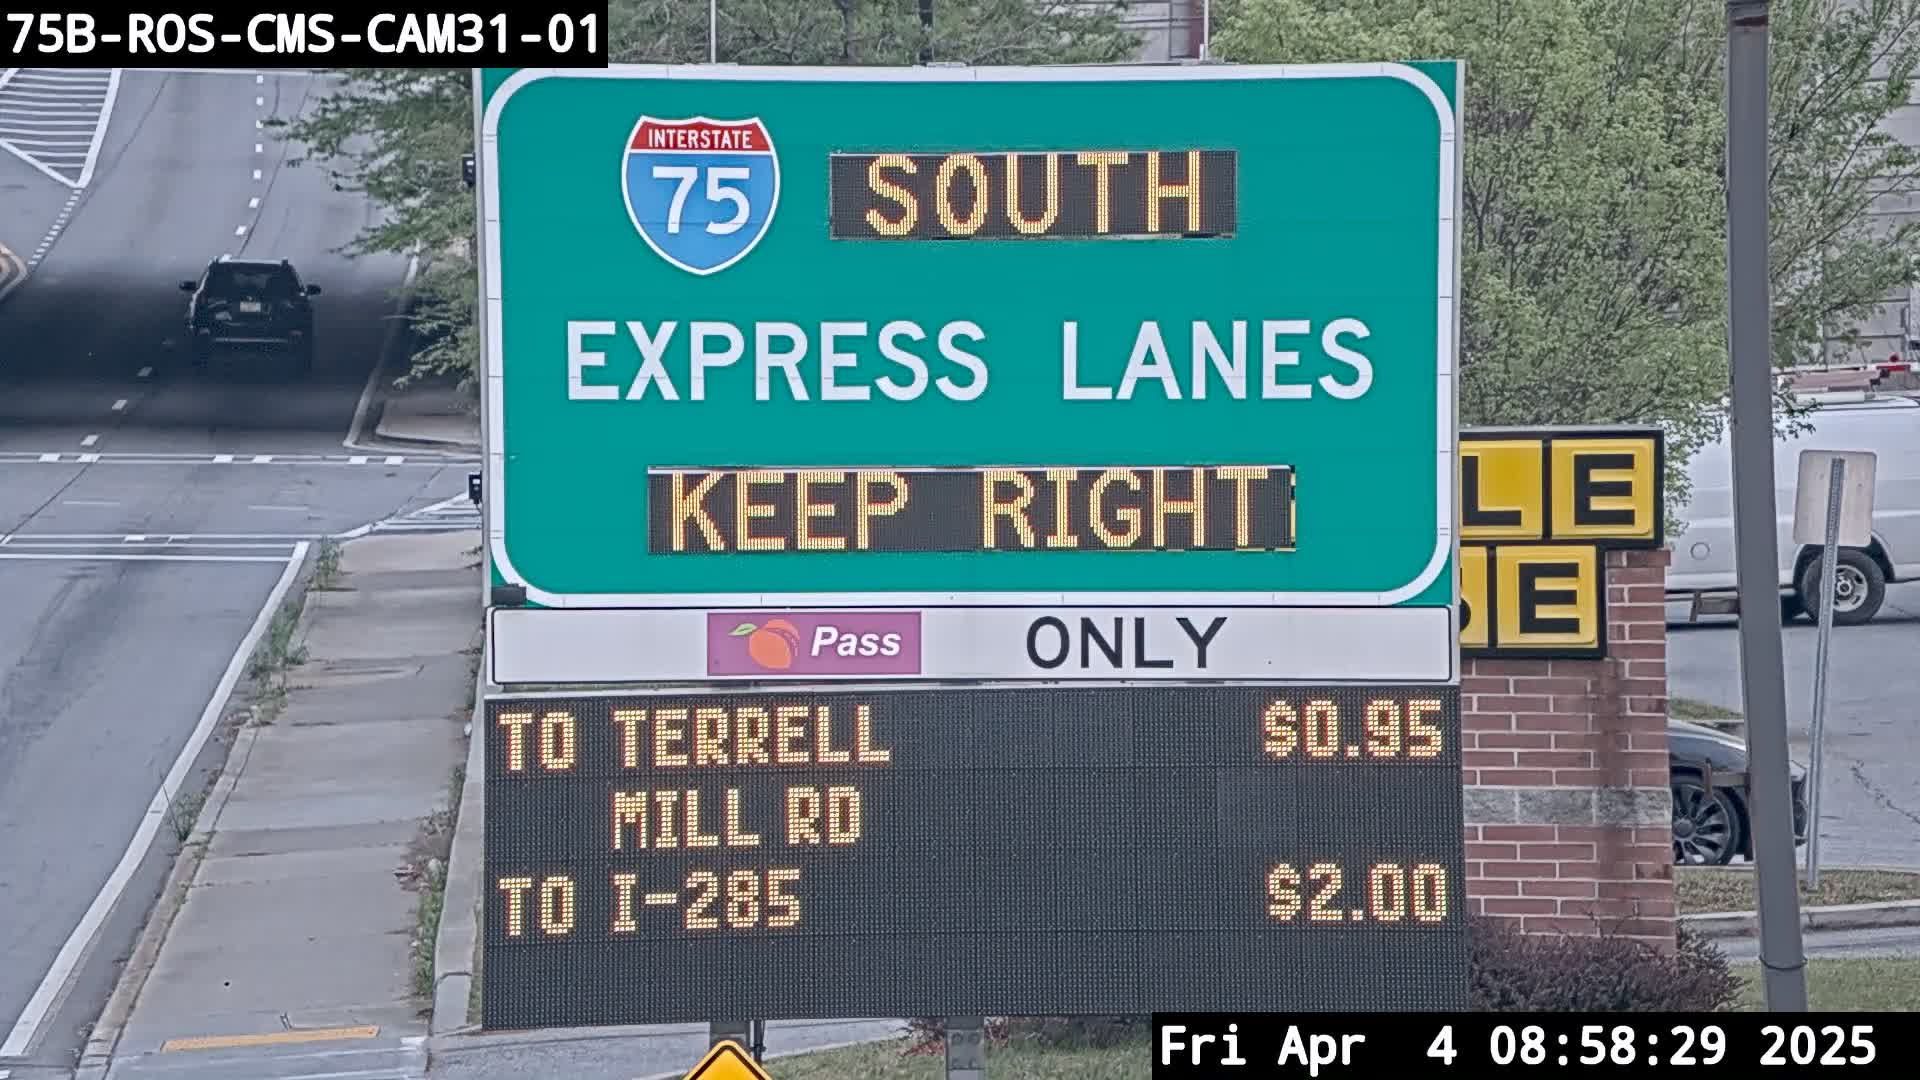 75B-ROS-CMS-CAM31-01
INTERSTATE
75
SOUTH
EXPRESS LANES
KEEP RIGHT
Pass ONLY
TO TERRELL $0.95
MILL RD
TO I-285 $2.00
LE
E
Fri Apr 4 08:58:29 2025